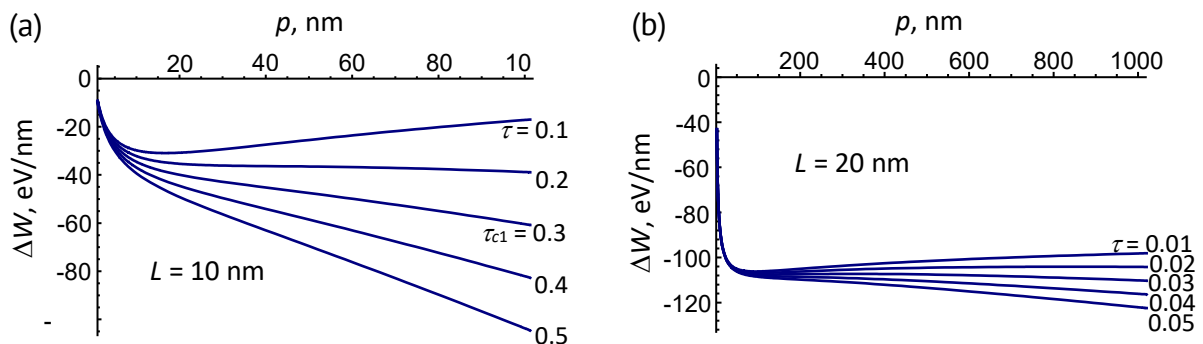 (a)
p, nm
0 20 40 60 80 10
-20
-40
-60
-80
-
ΔW, eV/nm
τ = 0.1
0.2
τc1 = 0.3
0.4
0.5
L = 10 nm
(b)
p, nm
200 400 600 800 1000
0
-40
-60
-80
-100
-120
ΔW, eV/nm
L = 20 nm
τ = 0.01
0.02
0.03
0.04
0.05